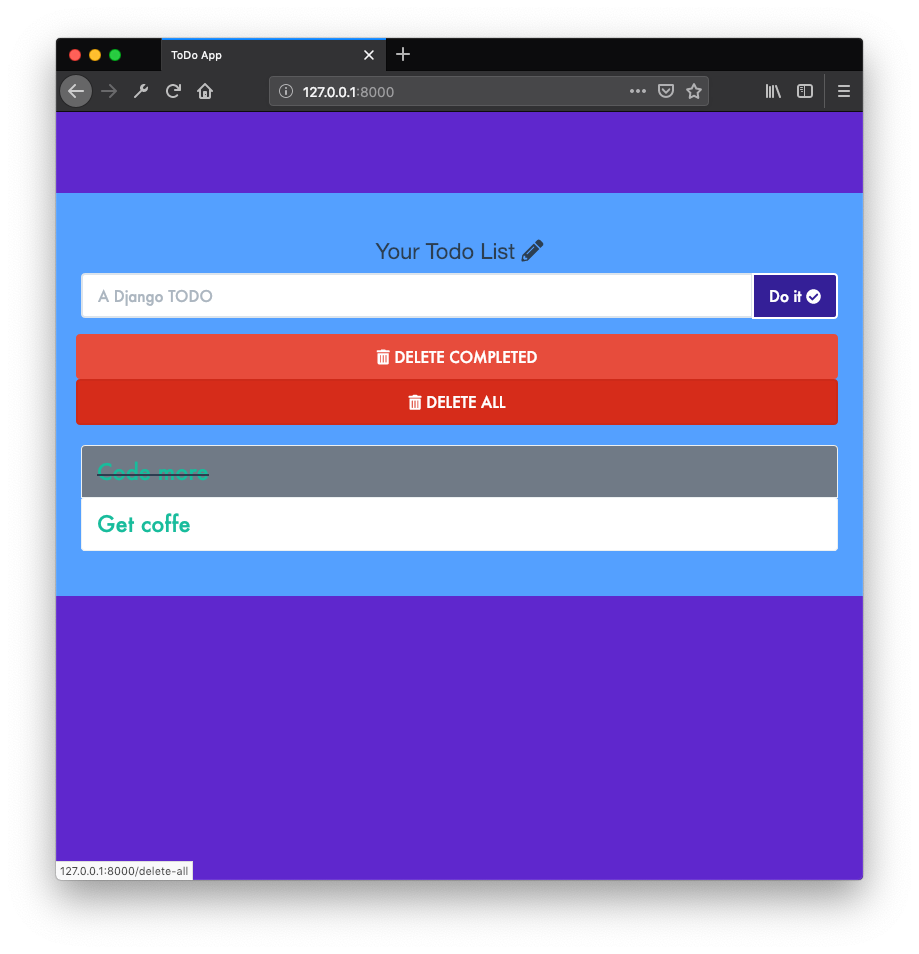 ToDo App
127.0.0.1:8000
Your Todo List
A Django TODO
Do it
DELETE COMPLETED
DELETE ALL
Code more
Get coffe
127.0.0.1:8000/delete-all